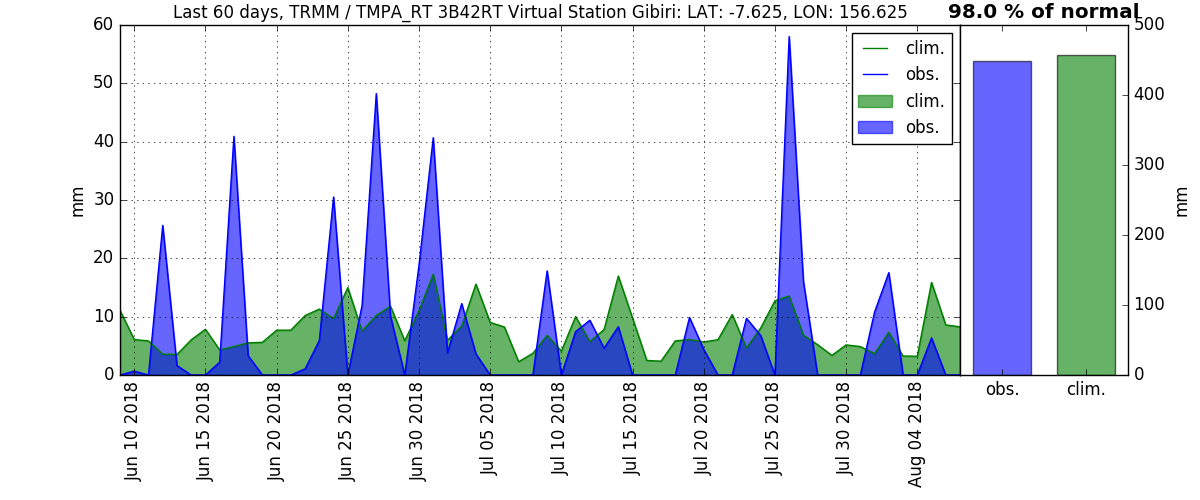 Last 60 days, TRMM / TMPA_RT 3B42RT Virtual Station Gibiri: LAT: -7.625, LON: 156.625
98.0 % of normal
60
50
40
30
20
10
0
mm
clim.
obs.
clim.
obs.
500
400
300
200
100
0
mm
obs.
clim.
Jun 10 2018
Jun 15 2018
Jun 20 2018
Jun 25 2018
Jun 30 2018
Jul 05 2018
Jul 10 2018
Jul 15 2018
Jul 20 2018
Jul 25 2018
Jul 30 2018
Aug 04 2018